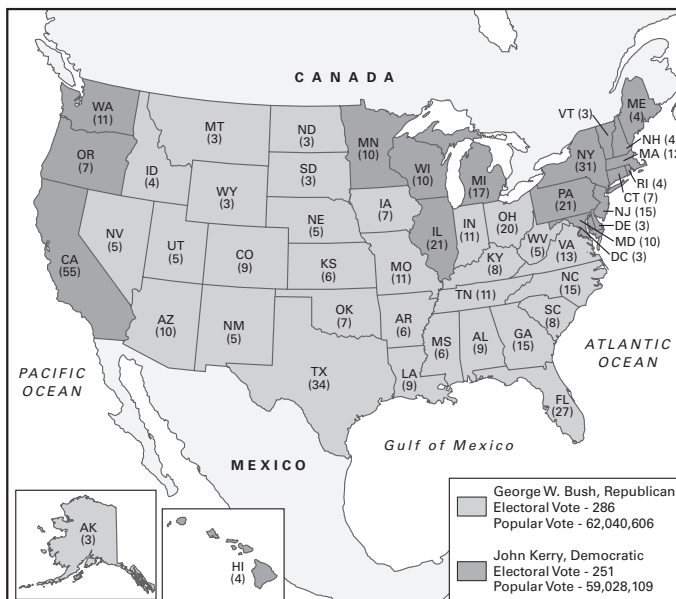 CANADA
WA
(11)
OR
(7)
CA
(55)
NV
(5)
ID
(4)
MT
(3)
WY
(3)
UT
(5)
AZ
(10)
CO
(9)
NM
(5)
ND
(3)
SD
(3)
NE
(5)
KS
(6)
OK
(7)
TX
(34)
MN
(10)
IA
(7)
MO
(11)
AR
(6)
LA
(9)
WI
(10)
IL
(21)
MI
(17)
IN
(11)
OH
(20)
KY
(8)
TN (11)
MS
(6)
AL
(9)
GA
(15)
FL
(27)
SC
(8)
NC
(15)
VA
(13)
WV
(5)
PA
(21)
NY
(31)
VT (3)
ME
(4)
NH (4
MA (12
RI (4)
CT (7)
NJ (15)
DE (3)
MD (10)
DC (3)
PACIFIC
OCEAN
ATLANTIC
OCEAN
Gulf of Mexico
MEXICO
AK
(3)
HI
(4)
George W. Bush, Republican
Electoral Vote - 286
Popular Vote - 62,040,606
John Kerry, Democratic
Electoral Vote - 251
Popular Vote - 59,028,109